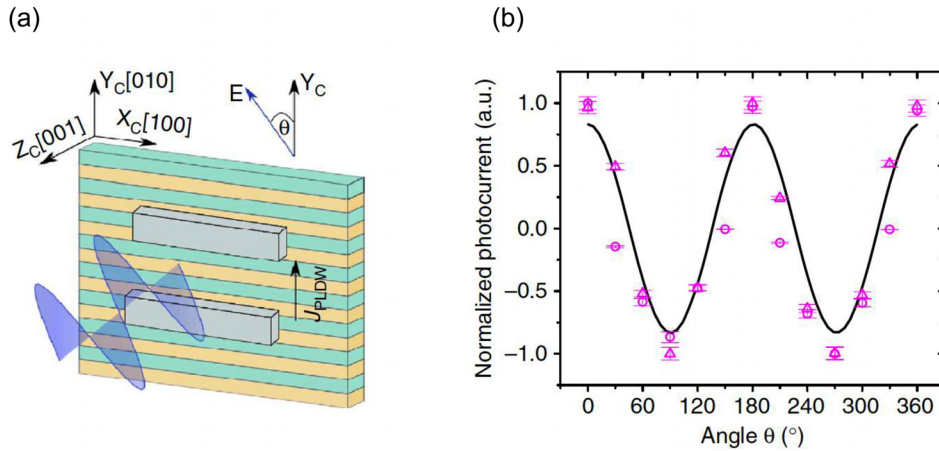 (a)
(b)
Y_C[010]
X_C[100]
Z_C[001]
E
θ
Y_C
J_PLDW
Normalized photocurrent (a.u.)
1.0
0.5
0.0
−0.5
−1.0
0 60 120 180 240 300 360
Angle θ (°)